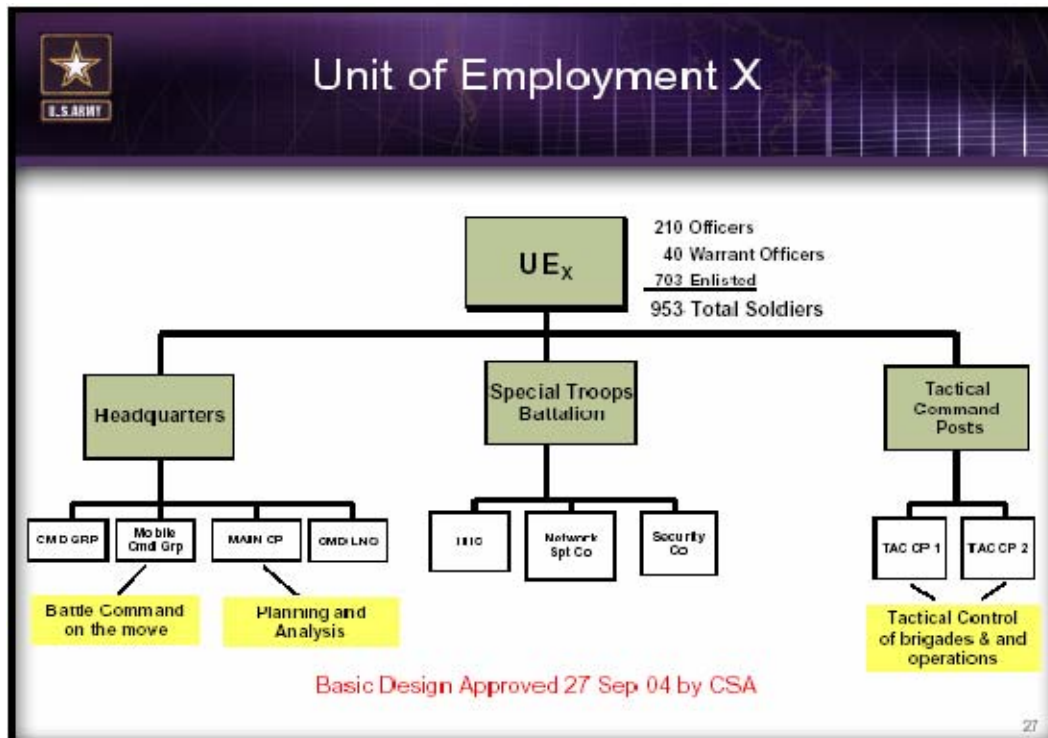 U.S.ARMY
Unit of Employment X
UEX
210 Officers
40 Warrant Officers
703 Enlisted
953 Total Soldiers
Headquarters
Special Troops
Battalion
Tactical
Command
Posts
CMD GRP
Mobile
Cmd Grp
MAIN CP
LNO
Network
Spt Co
Security
Co
TAC CP 1
TAC CP 2
Battle Command
on the move
Planning and
Analysis
Tactical Control
of brigades & and
operations
Basic Design Approved 27 Sep 04 by CSA
27